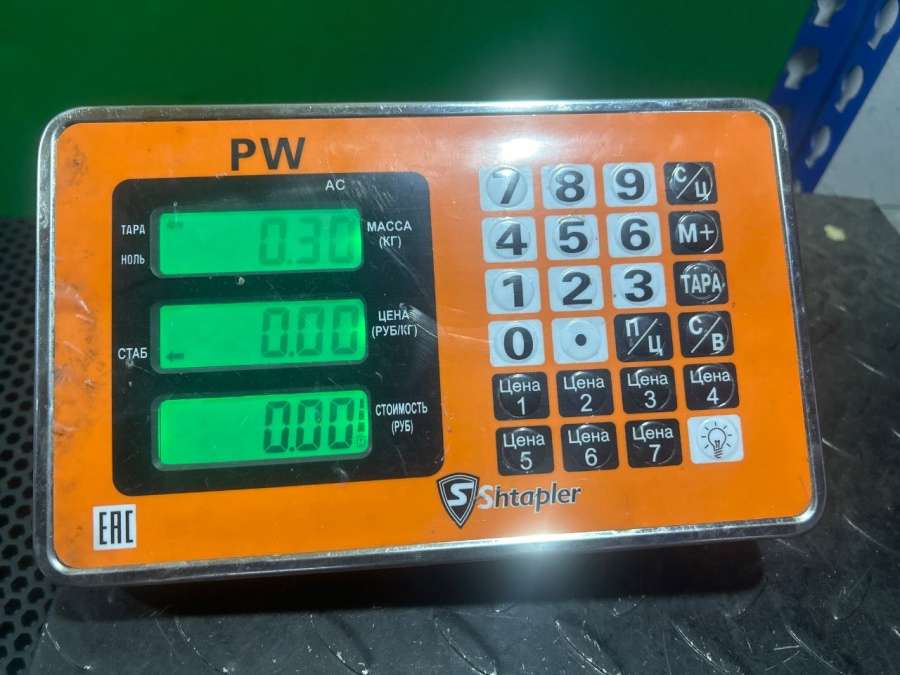 PW
AC
ТАРА
НОЛЬ
0.30
МАССА
(КГ)
СТАБ
0.00
ЦЕНА
(РУБ/КГ)
0.00
СТОИМОСТЬ
(РУБ)
7 8 9 С/Ц
4 5 6 М+
1 2 3 ТАРА
0 . П/Ц С/В
Цена 1 Цена 2 Цена 3 Цена 4
Цена 5 Цена 6 Цена 7
S Shtapler
EAC